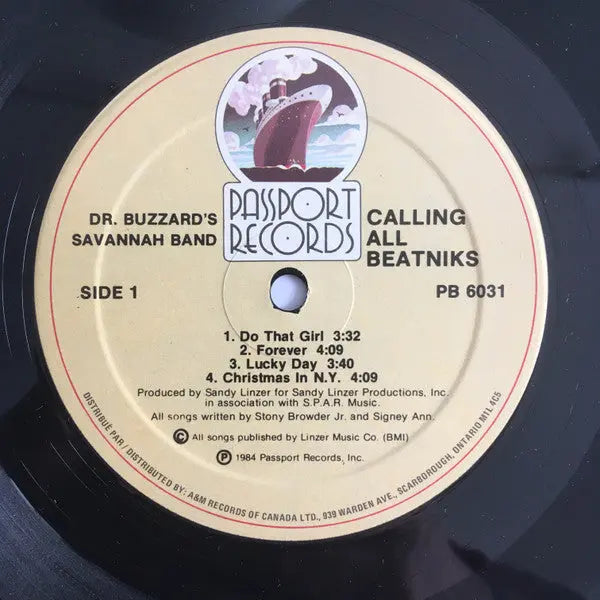 PASSPORT
RECORDS
DR. BUZZARD'S
SAVANNAH BAND
CALLING
ALL
BEATNIKS
SIDE 1
PB 6031
1. Do That Girl 3:32
2. Forever 4:09
3. Lucky Day 3:40
4. Christmas In N.Y. 4:09
Produced by Sandy Linzer for Sandy Linzer Productions, Inc.
in association with S.P.A.R. Music.
All songs written by Stony Browder Jr. and Signey Ann.
© All songs published by Linzer Music Co. (BMI)
℗ 1984 Passport Records, Inc.
DISTRIBUE PAR / DISTRIBUTED BY: A&M RECORDS OF CANADA LTD., 939 WARDEN AVE., SCARBOROUGH, ONTARIO M1L 4C5